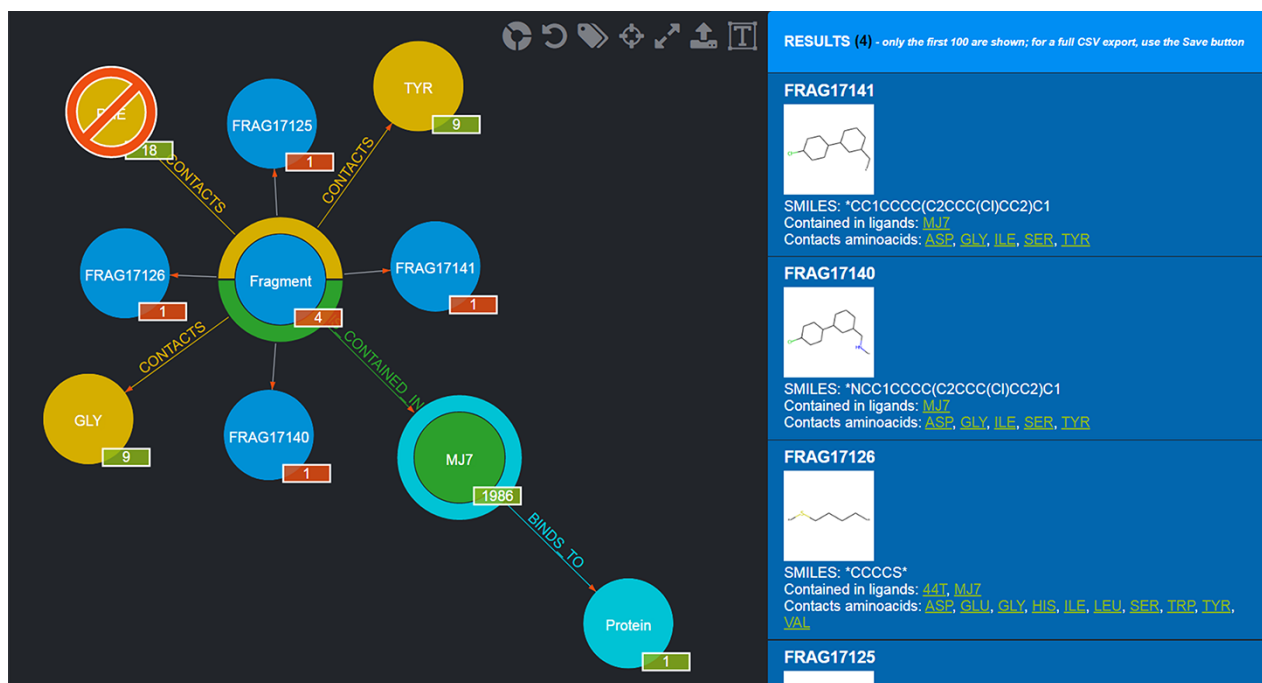 T
PHE
18
CONTACTS
FRAG17125
1
TYR
9
CONTACTS
FRAG17126
1
Fragment
4
FRAG17141
1
CONTACTS
GLY
9
FRAG17140
1
CONTAINED_IN
MJ7
1986
BINDS_TO
Protein
1
RESULTS (4) - only the first 100 are shown; for a full CSV export, use the Save button
FRAG17141
SMILES: *CC1CCCC(C2CCC(Cl)CC2)C1
Contained in ligands: MJ7
Contacts aminoacids: ASP, GLY, ILE, SER, TYR
FRAG17140
SMILES: *NCC1CCCC(C2CCC(Cl)CC2)C1
Contained in ligands: MJ7
Contacts aminoacids: ASP, GLY, ILE, SER, TYR
FRAG17126
SMILES: *CCCCS*
Contained in ligands: 44T, MJ7
Contacts aminoacids: ASP, GLU, GLY, HIS, ILE, LEU, SER, TRP, TYR,
VAL
FRAG17125